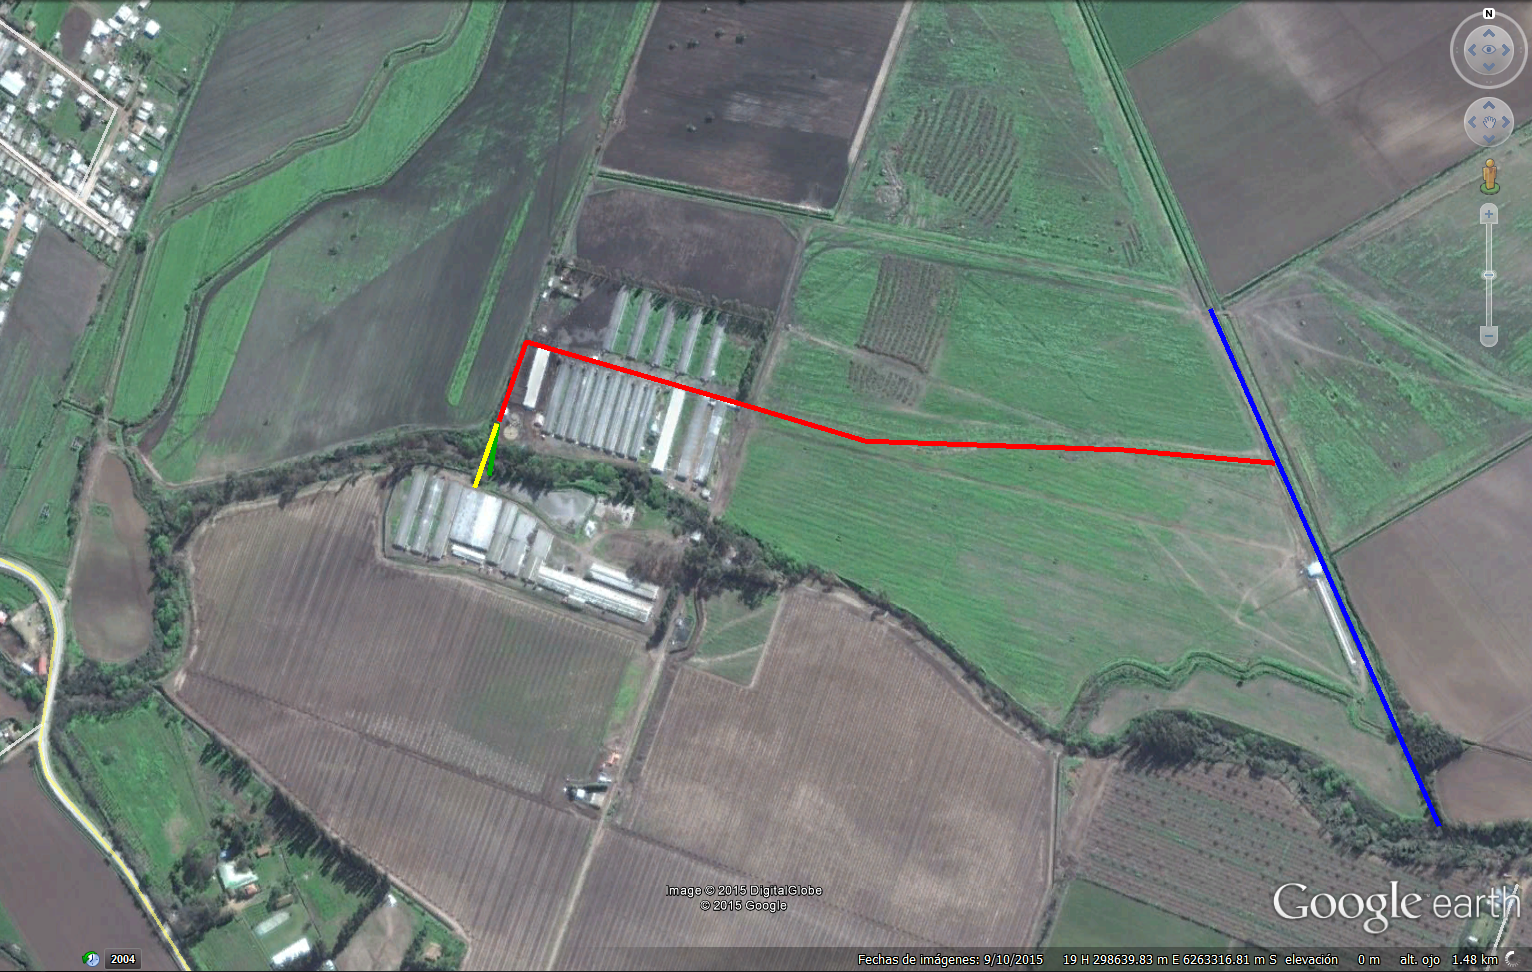 N
Image © 2015 DigitalGlobe
© 2015 Google
Google earth
2004
Fechas de imágenes: 9/10/2015 19 H 298639.83 m E 6263316.81 m S elevación 0 m alt. ojo 1.48 km